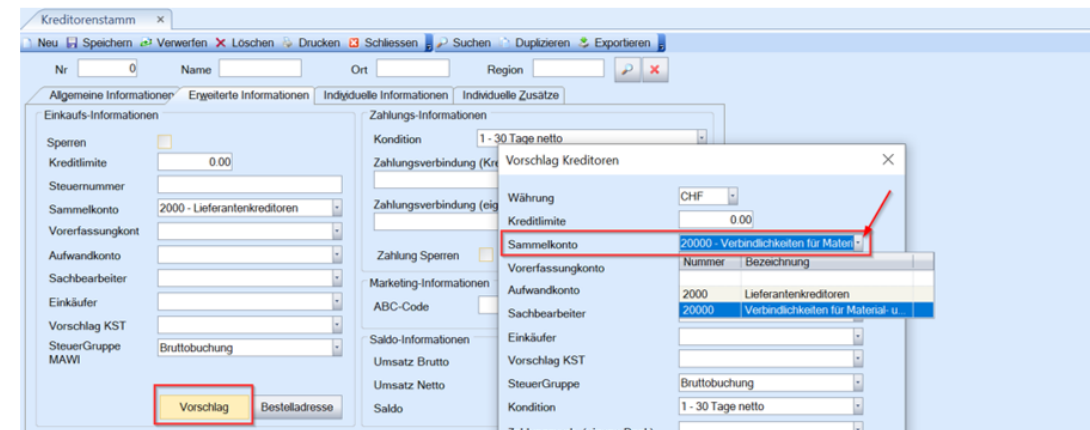 Kreditorenstamm
Neu Speichern Verwerfen Löschen Drucken Schliessen Suchen Duplizieren Exportieren
Nr 0 Name Ort Region
Allgemeine Informationen Erweiterte Informationen Individuelle Informationen Individuelle Zusätze
Einkaufs-Informationen
Sperren
Kreditlimite 0.00
Steuernummer
Sammelkonto 2000 - Lieferantenkreditoren
Vorerfassungkont
Aufwandkonto
Sachbearbeiter
Einkäufer
Vorschlag KST
SteuerGruppe Bruttobuchung
MAWI
Vorschlag Bestelladresse
Zahlungs-Informationen
Kondition 1 - 30 Tage netto
Zahlungsverbindung (Kre
Zahlungsverbindung (eig
Zahlung Sperren
Marketing-Informationen
ABC-Code
Saldo-Informationen
Umsatz Brutto
Umsatz Netto
Saldo
Vorschlag Kreditoren
Währung CHF
Kreditlimite 0.00
Sammelkonto 20000 - Verbindlichkeiten für Materi
Nummer Bezeichnung
2000 Lieferantenkreditoren
20000 Verbindlichkeiten für Material- u...
Vorerfassungkonto
Aufwandkonto
Sachbearbeiter
Einkäufer
Vorschlag KST
SteuerGruppe Bruttobuchung
Kondition 1 - 30 Tage netto